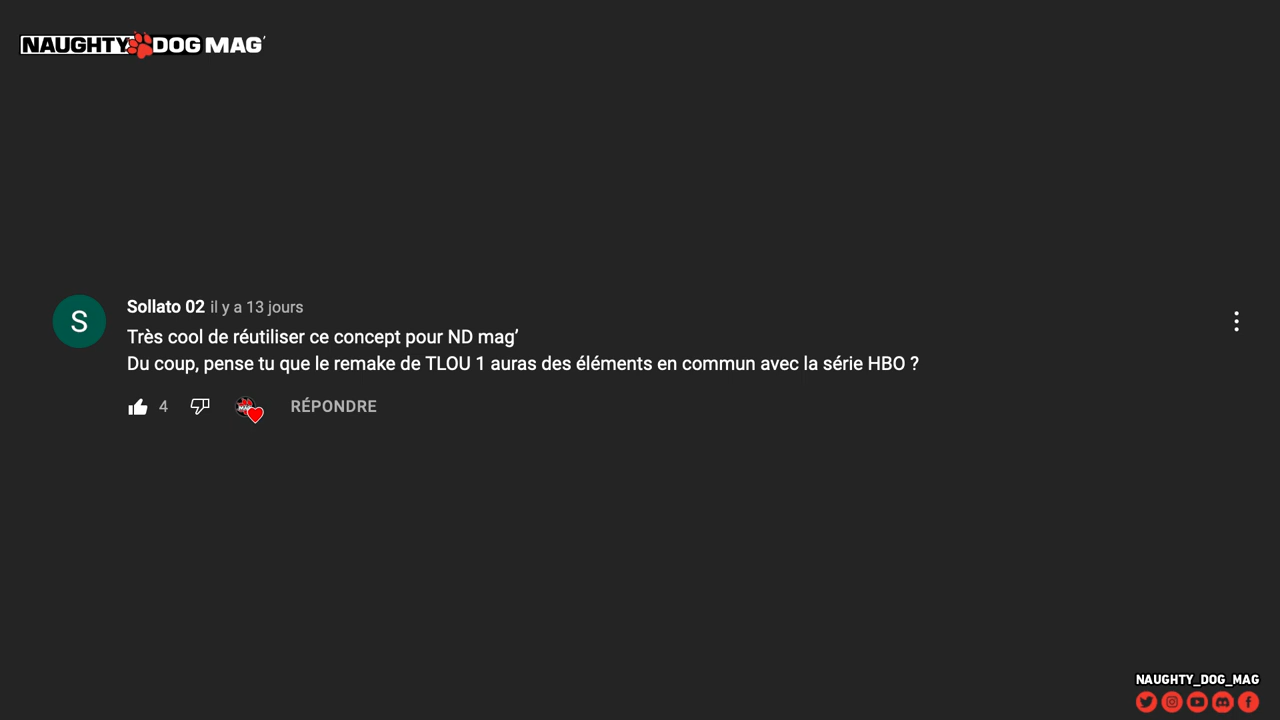 NAUGHTY DOG MAG'
S
Sollato 02 il y a 13 jours
Très cool de réutiliser ce concept pour ND mag’
Du coup, pense tu que le remake de TLOU 1 auras des éléments en commun avec la série HBO ?
4 RÉPONDRE
NAUGHTY_DOG_MAG